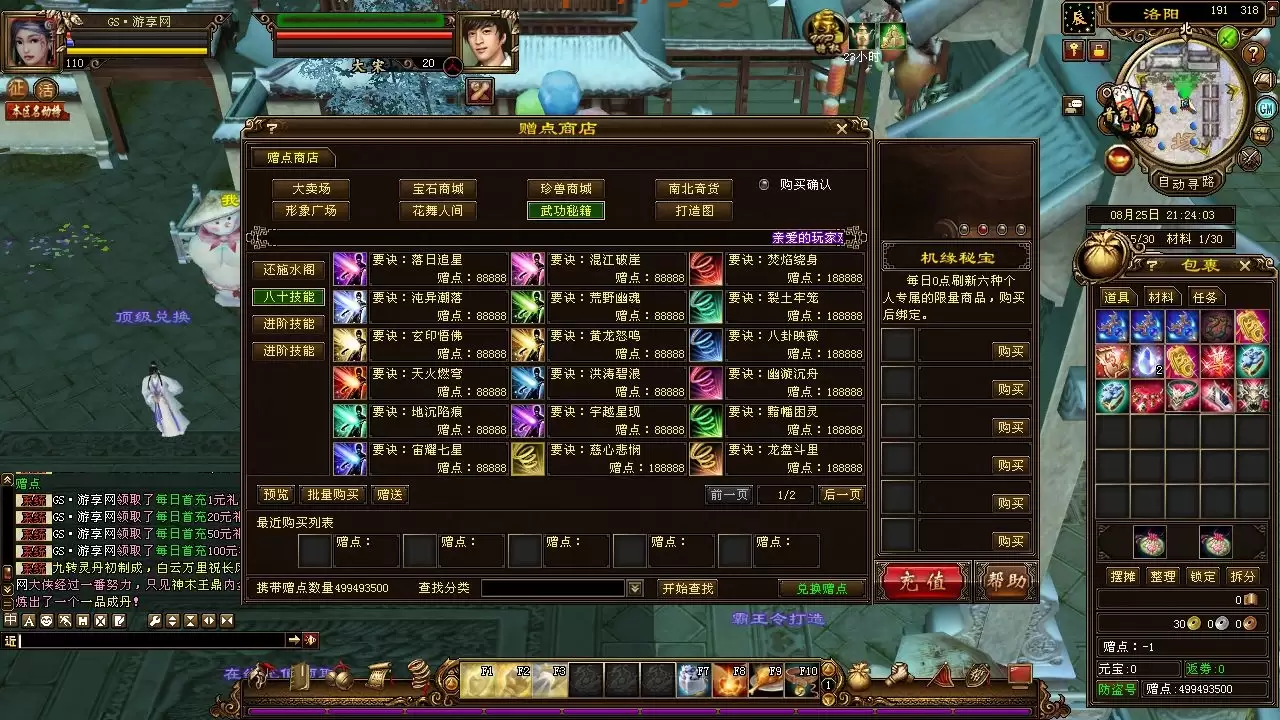 GS·游享网
110
大宋
20
23小时
洛阳 191 318
北
辰
GM
自动寻路
征 活
本区名动榜
08月25日 21:24:03
5/30 材料 1/30
赠点商店
赠点商店
大卖场 宝石商城 珍兽商城 南北奇货 购买确认
形象广场 花舞人间 武功秘籍 打造图
亲爱的玩家
还施水阁
八十技能
进阶技能
进阶技能
要诀：落日追星 赠点：88888
要诀：混江破崖 赠点：88888
要诀：焚焰绕身 赠点：188888
要诀：沌异潮落 赠点：88888
要诀：荒野幽魂 赠点：88888
要诀：裂土牢笼 赠点：188888
要诀：玄印悟佛 赠点：88888
要诀：黄龙怒鸣 赠点：88888
要诀：八卦映薇 赠点：188888
要诀：天火燃穹 赠点：88888
要诀：洪涛碧浪 赠点：88888
要诀：幽漩沉舟 赠点：188888
要诀：地沉陷痕 赠点：88888
要诀：宇越星现 赠点：88888
要诀：黯幡困灵 赠点：188888
要诀：宙耀七星 赠点：88888
要诀：慈心悲悯 赠点：188888
要诀：龙盘斗里 赠点：188888
预览 批量购买 赠送 前一页 1/2 后一页
最近购买列表
赠点： 赠点： 赠点： 赠点： 赠点：
携带赠点数量499493500 查找分类 开始查找 兑换赠点
机缘秘宝
每日0点刷新六种个
人专属的限量商品，购买
后绑定。
购买
购买
购买
购买
购买
购买
充值 帮助
包裹
道具 材料 任务
2
摆摊 整理 锁定 拆分
0
30 0 0
赠点：-1
元宝:0 返券:0
防盗号 赠点:499493500
我
顶级兑换
霸王令打造
赠点
GS·游享网领取了每日首充1元礼
GS·游享网领取了每日首充20元礼
GS·游享网领取了每日首充50元礼
GS·游享网领取了每日首充100元
九转灵丹初制成，白云万里祝长
网大侠经过一番努力，只见神木王鼎内
炼出了一个一品成丹！
近
F1 F2 F3 F7 F8 F9 F10